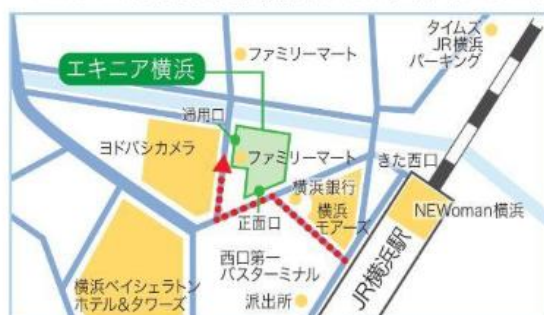 タイムズ
JR横浜
パーキング
ファミリーマート
エキニア横浜
通用口
ヨドバシカメラ
ファミリーマート
きた西口
横浜銀行
NEWoman横浜
横浜
モアーズ
正面口
西口第一
バスターミナル
JR横浜駅
横浜ベイシェラトン
ホテル&タワーズ
派出所